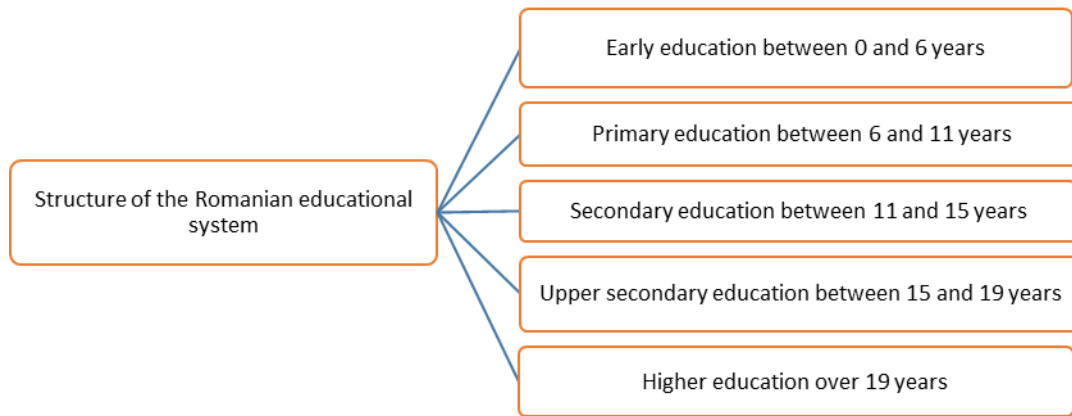 Structure of the Romanian educational
system
Early education between 0 and 6 years
Primary education between 6 and 11 years
Secondary education between 11 and 15 years
Upper secondary education between 15 and 19 years
Higher education over 19 years